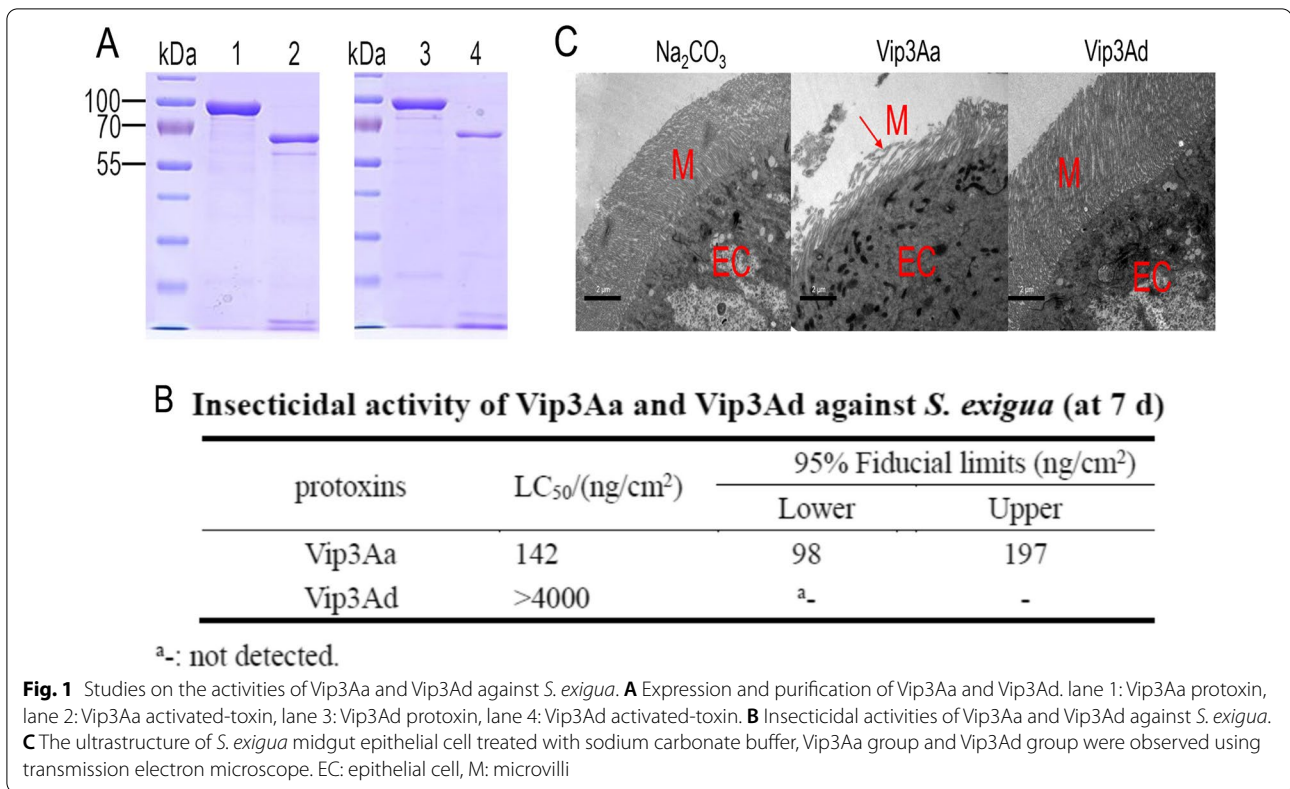 A
kDa 1 2
kDa 3 4
100
70
55
C
Na₂CO₃ Vip3Aa Vip3Ad
M M M
EC EC EC
2 μm 2 μm 2 μm
B Insecticidal activity of Vip3Aa and Vip3Ad against S. exigua (at 7 d)
protoxins LC₅₀/(ng/cm²) 95% Fiducial limits (ng/cm²)
Lower Upper
Vip3Aa 142 98 197
Vip3Ad >4000 ᵃ- -
ᵃ-: not detected.
Fig. 1 Studies on the activities of Vip3Aa and Vip3Ad against S. exigua. A Expression and purification of Vip3Aa and Vip3Ad. lane 1: Vip3Aa protoxin,
lane 2: Vip3Aa activated-toxin, lane 3: Vip3Ad protoxin, lane 4: Vip3Ad activated-toxin. B Insecticidal activities of Vip3Aa and Vip3Ad against S. exigua.
C The ultrastructure of S. exigua midgut epithelial cell treated with sodium carbonate buffer, Vip3Aa group and Vip3Ad group were observed using
transmission electron microscope. EC: epithelial cell, M: microvilli